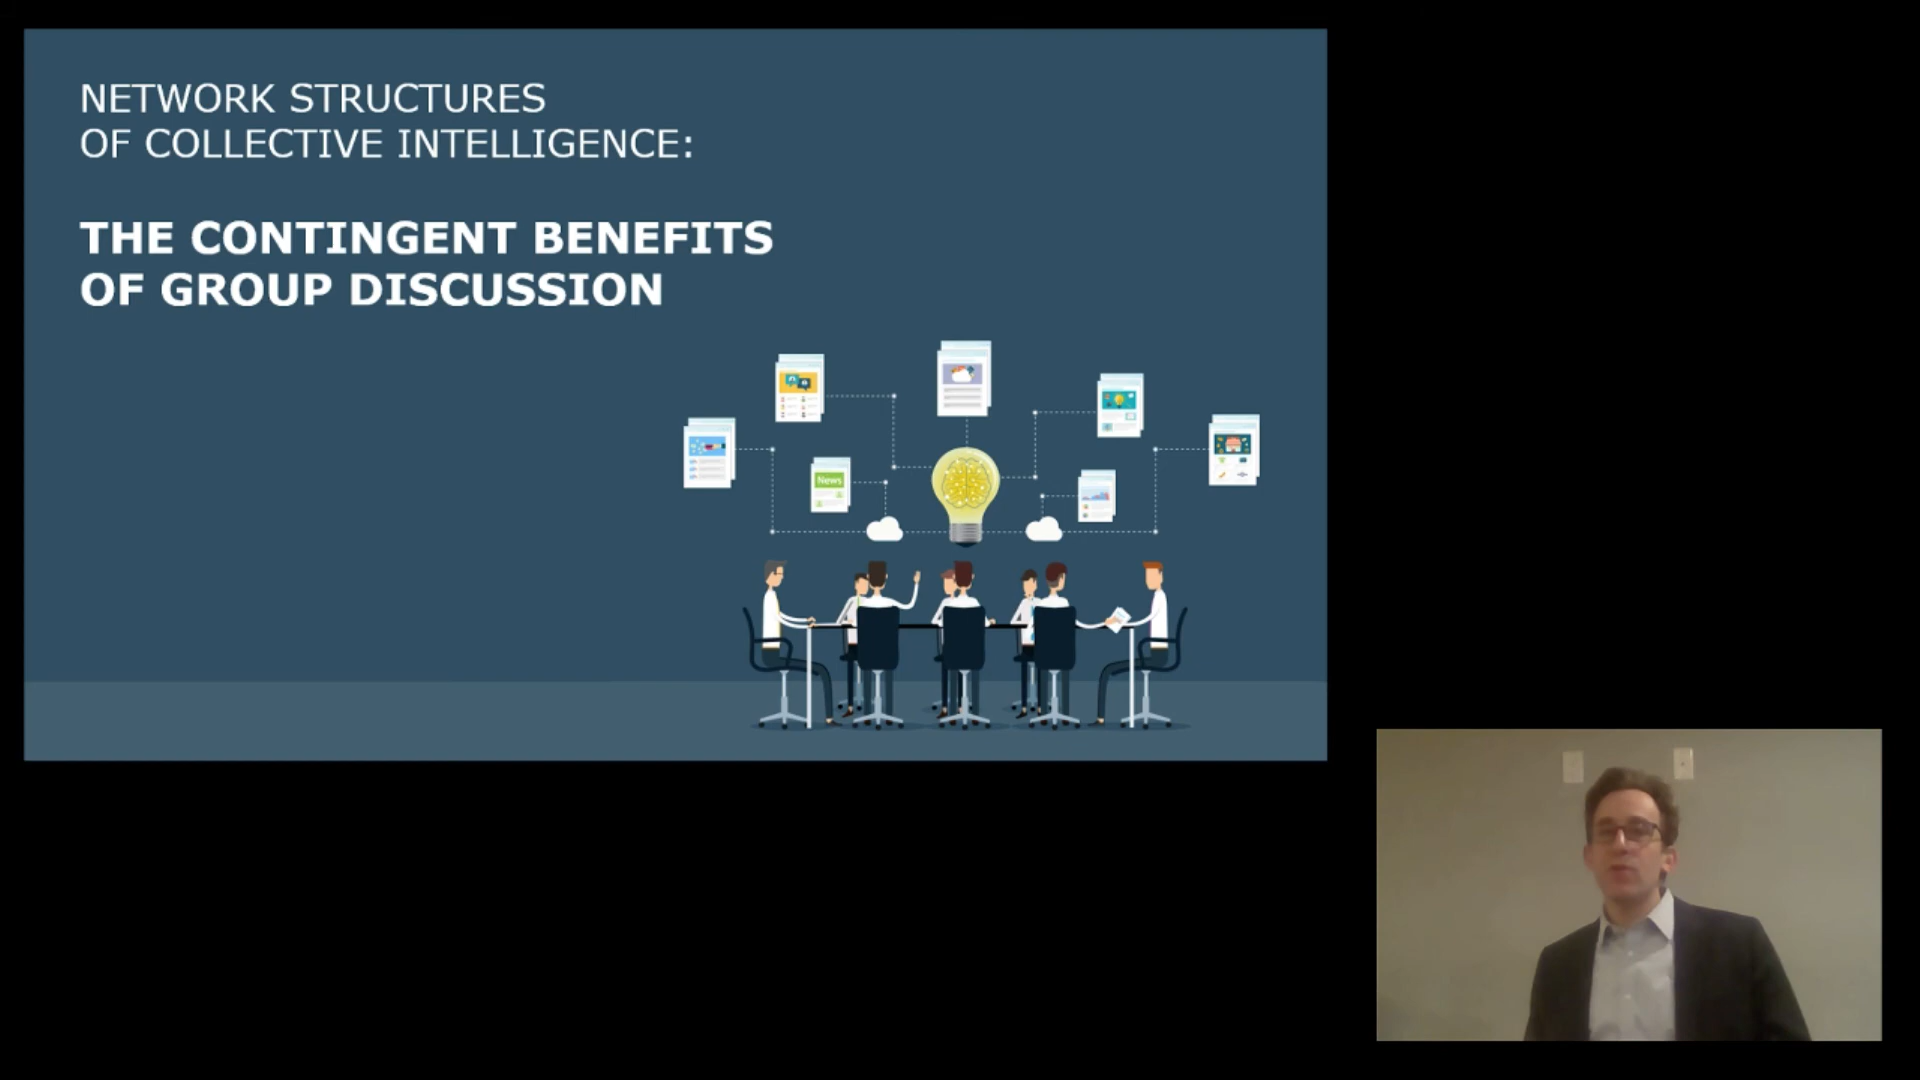 NETWORK STRUCTURES
OF COLLECTIVE INTELLIGENCE:
THE CONTINGENT BENEFITS
OF GROUP DISCUSSION
News